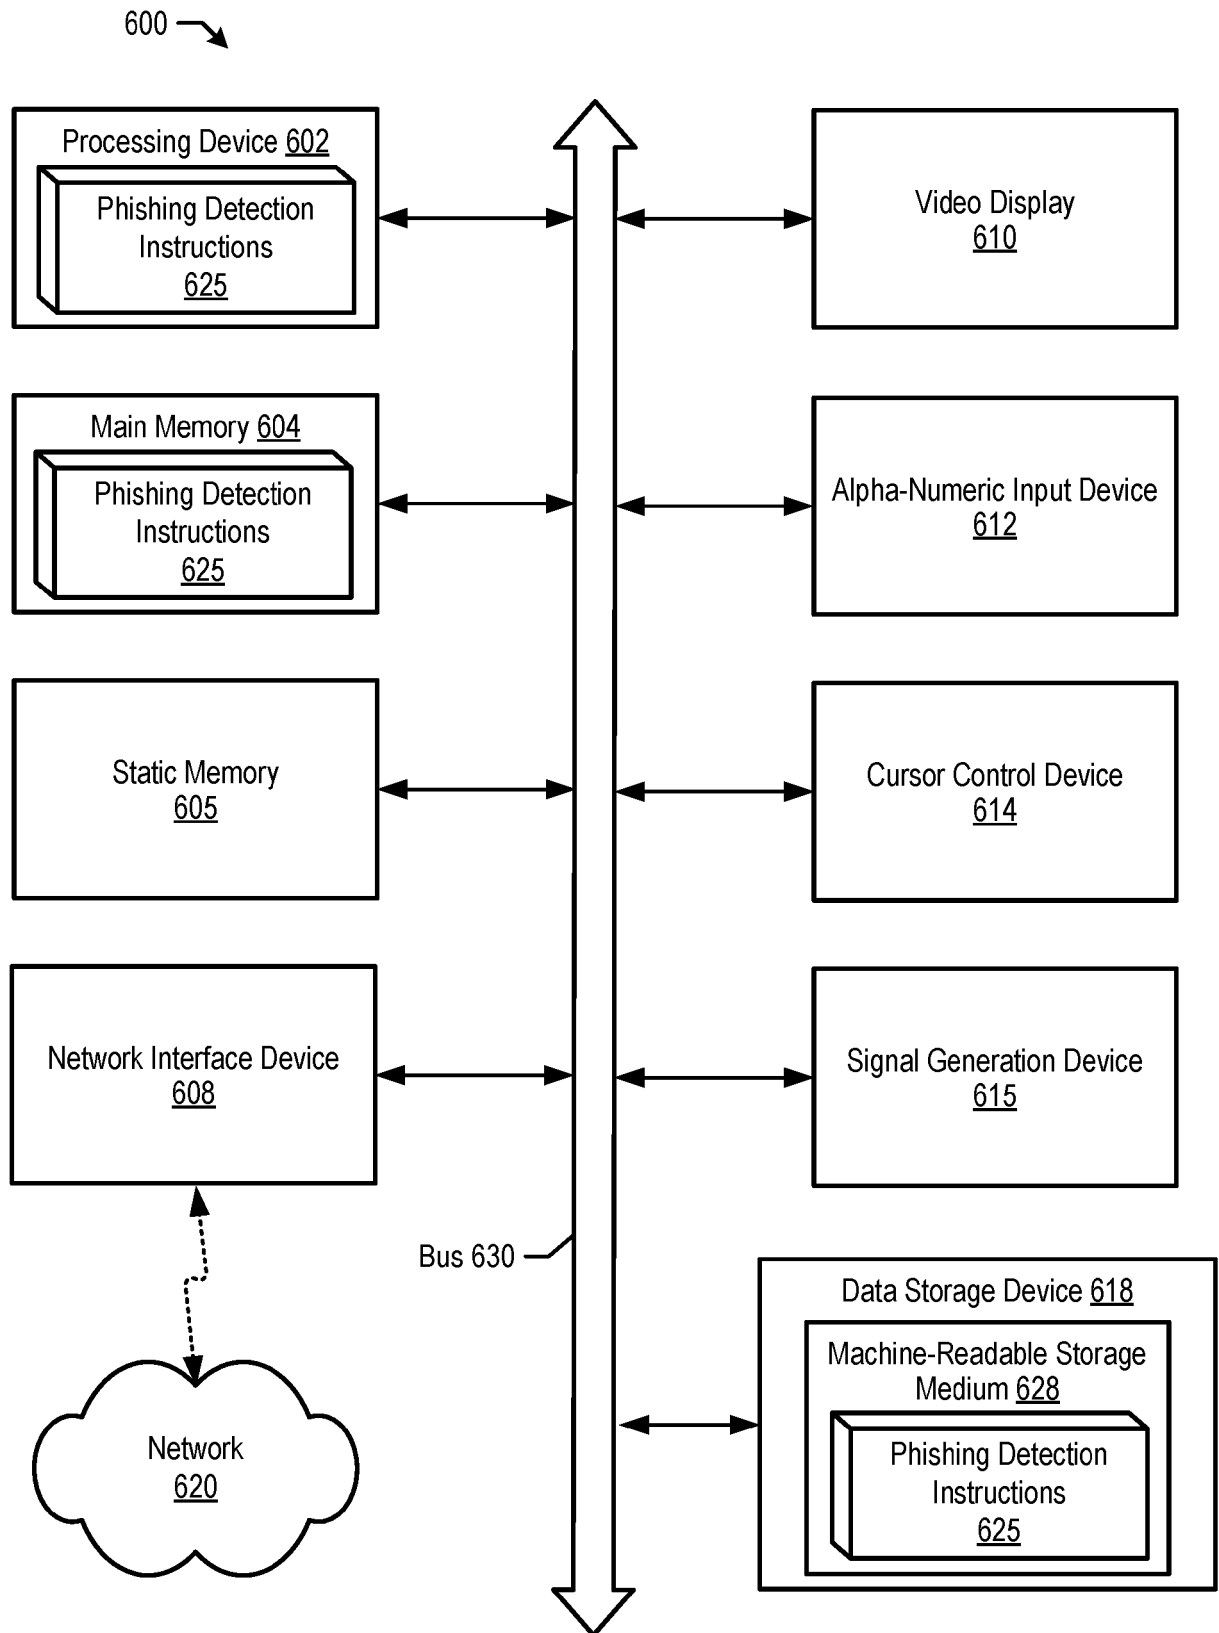 600
Processing Device 602
Phishing Detection
Instructions
625
Video Display
610
Main Memory 604
Phishing Detection
Instructions
625
Alpha-Numeric Input Device
612
Static Memory
605
Cursor Control Device
614
Network Interface Device
608
Signal Generation Device
615
Bus 630
Data Storage Device 618
Machine-Readable Storage
Medium 628
Phishing Detection
Instructions
625
Network
620